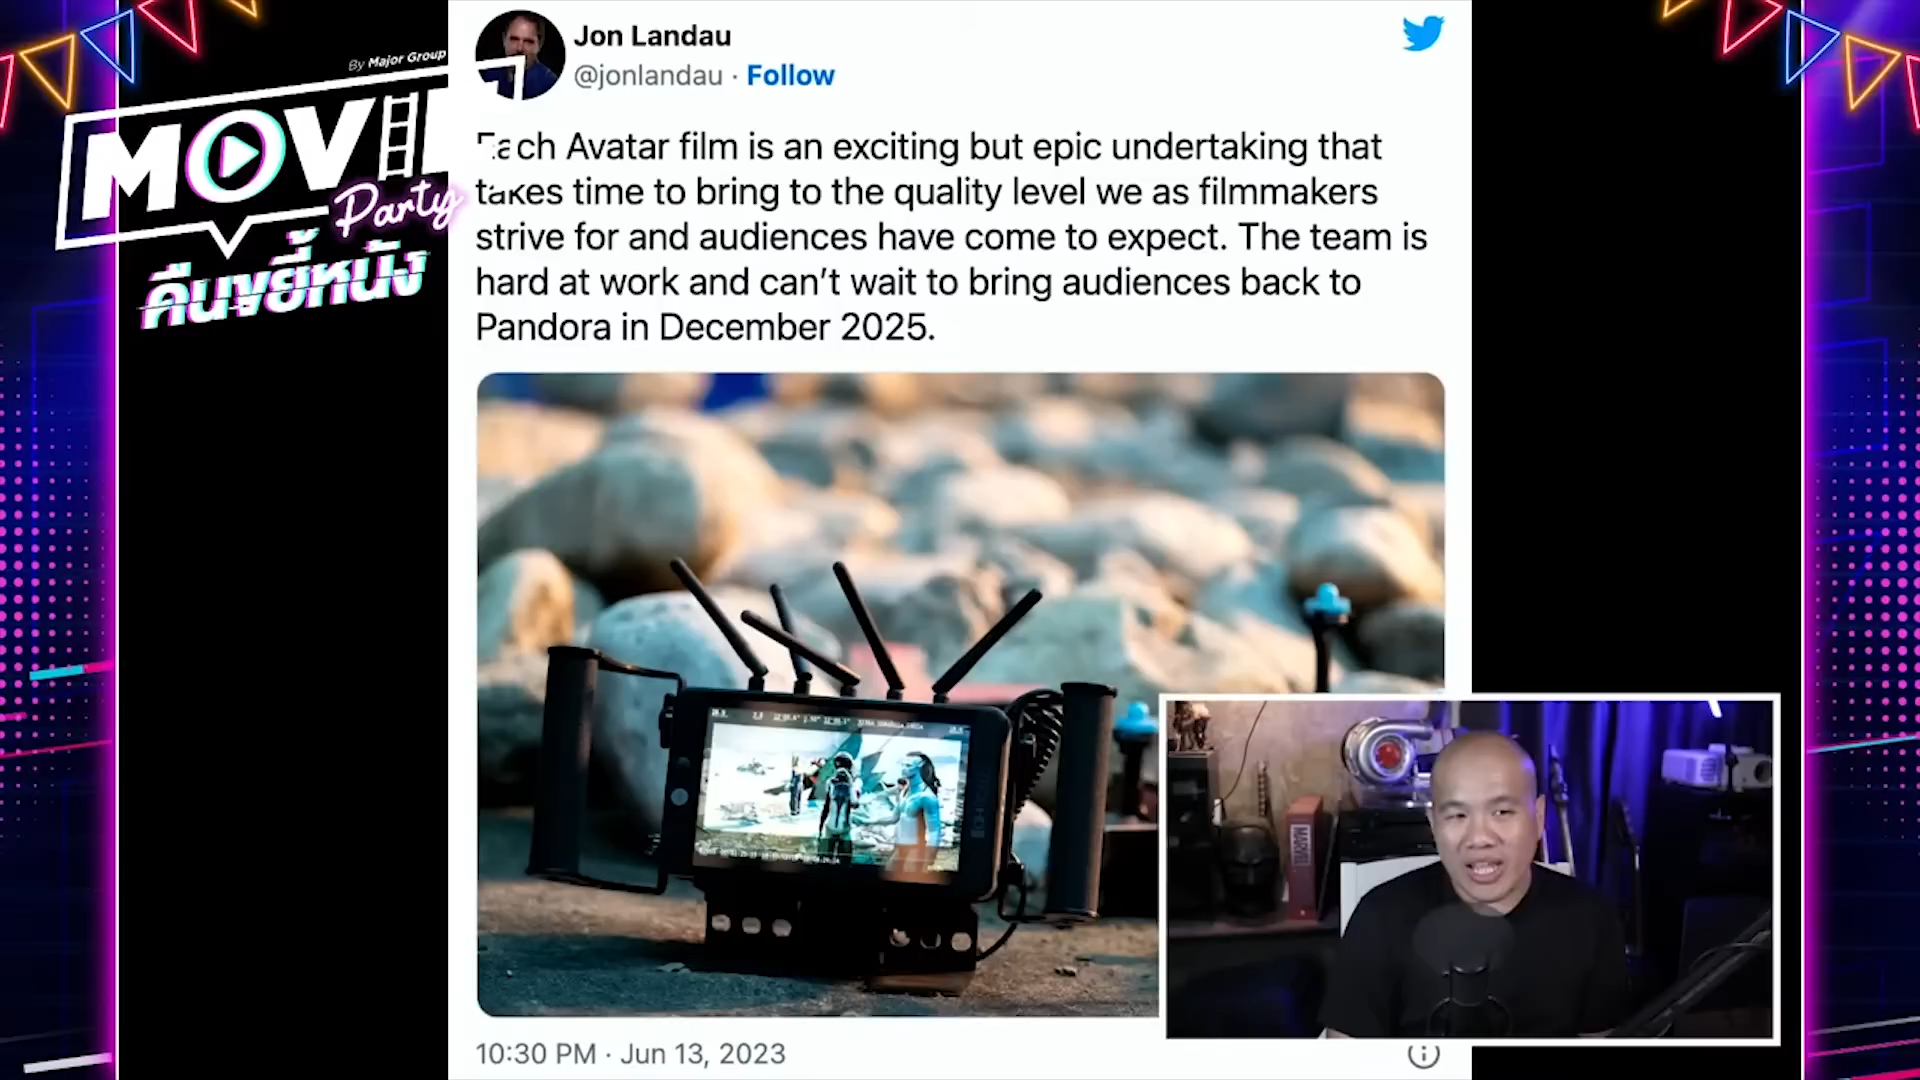 By Major Group
MOVIE
Party
คืนขยี้หนัง
Jon Landau
@jonlandau · Follow
Each Avatar film is an exciting but epic undertaking that
takes time to bring to the quality level we as filmmakers
strive for and audiences have come to expect. The team is
hard at work and can’t wait to bring audiences back to
Pandora in December 2025.
MARVEL
10:30 PM · Jun 13, 2023